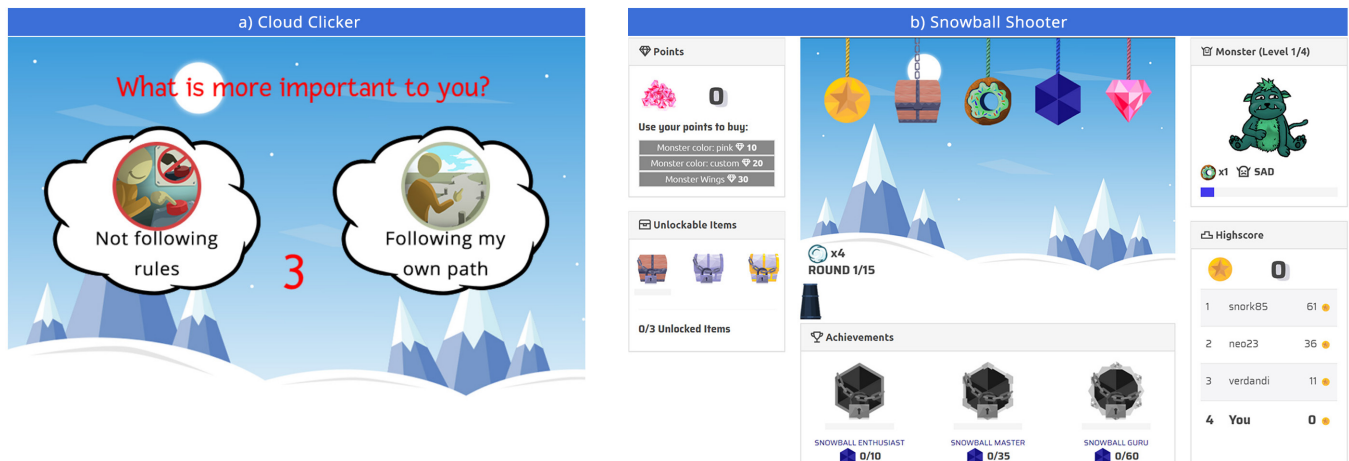 a) Cloud Clicker
What is more important to you?
Not following
rules
3
Following my
own path
b) Snowball Shooter
Points
0
Use your points to buy:
Monster color: pink 10
Monster color: custom 20
Monster Wings 30
Unlockable Items
0/3 Unlocked Items
x4
ROUND 1/15
Achievements
SNOWBALL ENTHUSIAST
0/10
SNOWBALL MASTER
0/35
SNOWBALL GURU
0/60
Monster (Level 1/4)
x1 SAD
Highscore
0
1 snork85 61
2 neo23 36
3 verdandi 11
4 You 0